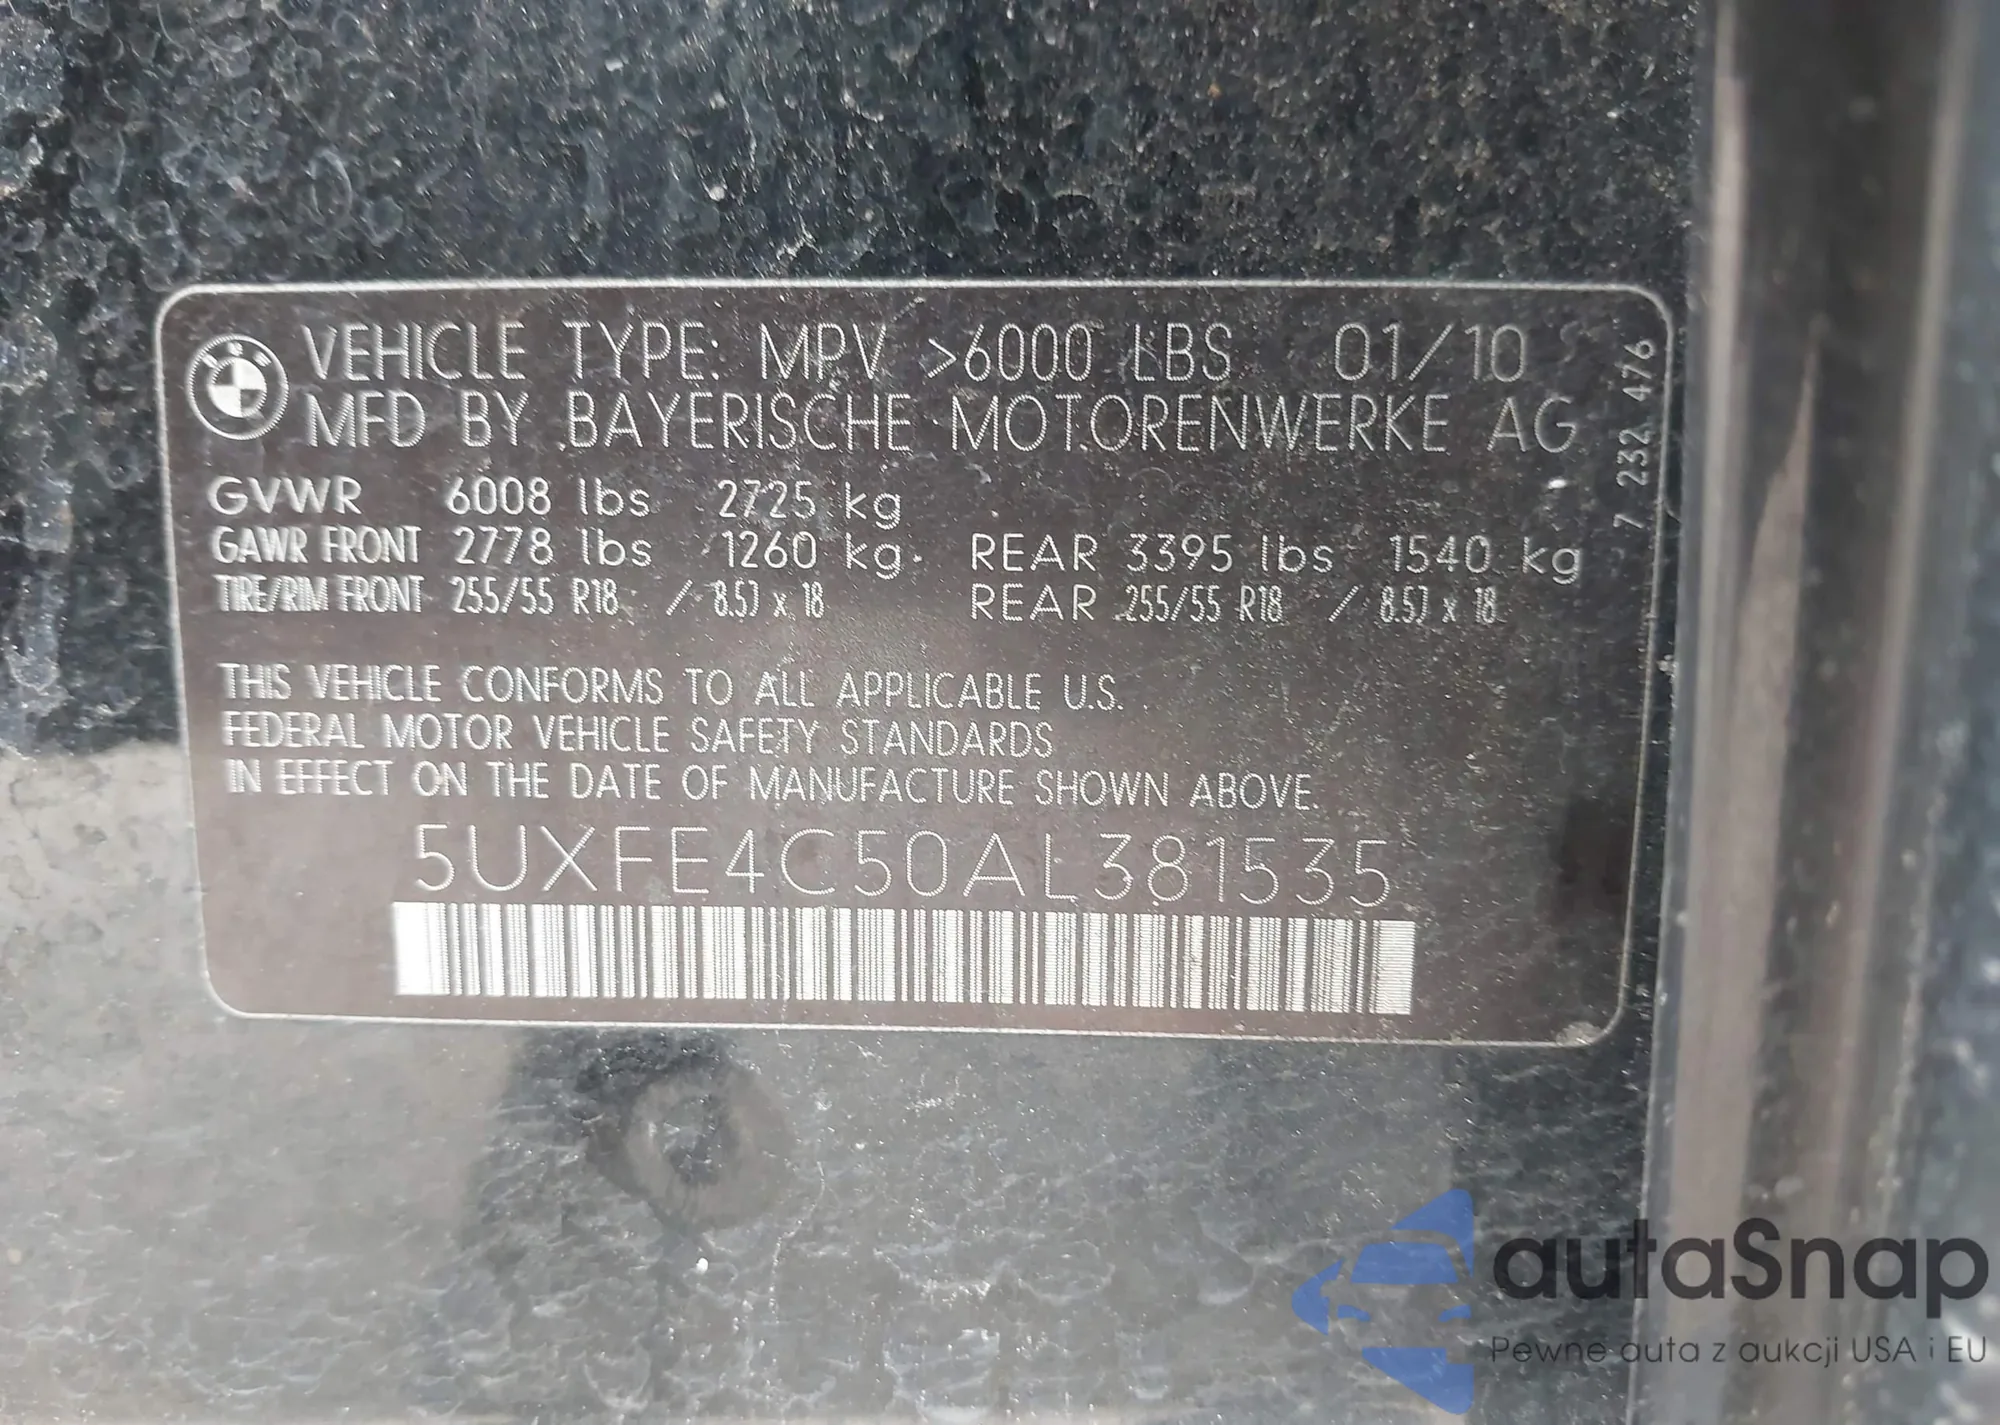 VEHICLE TYPE: MPV >6000 LBS 01/10
MFD BY BAYERISCHE MOTORENWERKE AG
GVWR 6008 lbs 2725 kg
GAWR FRONT 2778 lbs 1260 kg REAR 3395 lbs 1540 kg
TIRE/RIM FRONT 255/55 R18 / 8.5J x 18 REAR 255/55 R18 / 8.5J x 18
7 232 476
THIS VEHICLE CONFORMS TO ALL APPLICABLE U.S.
FEDERAL MOTOR VEHICLE SAFETY STANDARDS
IN EFFECT ON THE DATE OF MANUFACTURE SHOWN ABOVE.
5UXFE4C50AL381535
autaSnap
Pewne auta z aukcji USA i EU